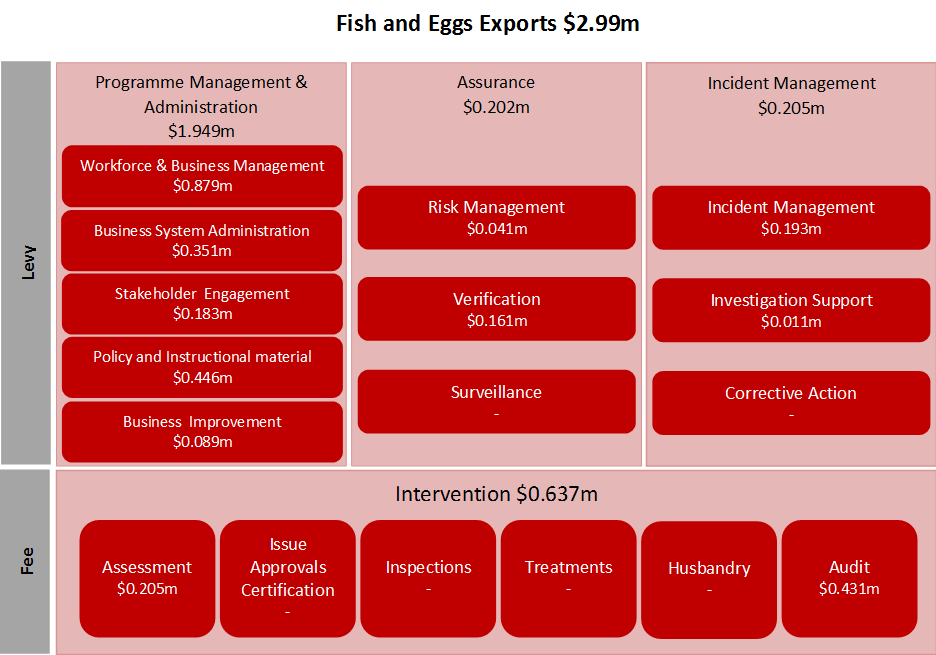 Fish and Eggs Exports $2.99m
Levy
Programme Management &
Administration
$1.949m
Workforce & Business Management
$0.879m
Business System Administration
$0.351m
Stakeholder Engagement
$0.183m
Policy and Instructional material
$0.446m
Business Improvement
$0.089m
Assurance
$0.202m
Risk Management
$0.041m
Verification
$0.161m
Surveillance
-
Incident Management
$0.205m
Incident Management
$0.193m
Investigation Support
$0.011m
Corrective Action
-
Fee
Intervention $0.637m
Assessment
$0.205m
Issue
Approvals
Certification
-
Inspections
-
Treatments
-
Husbandry
-
Audit
$0.431m